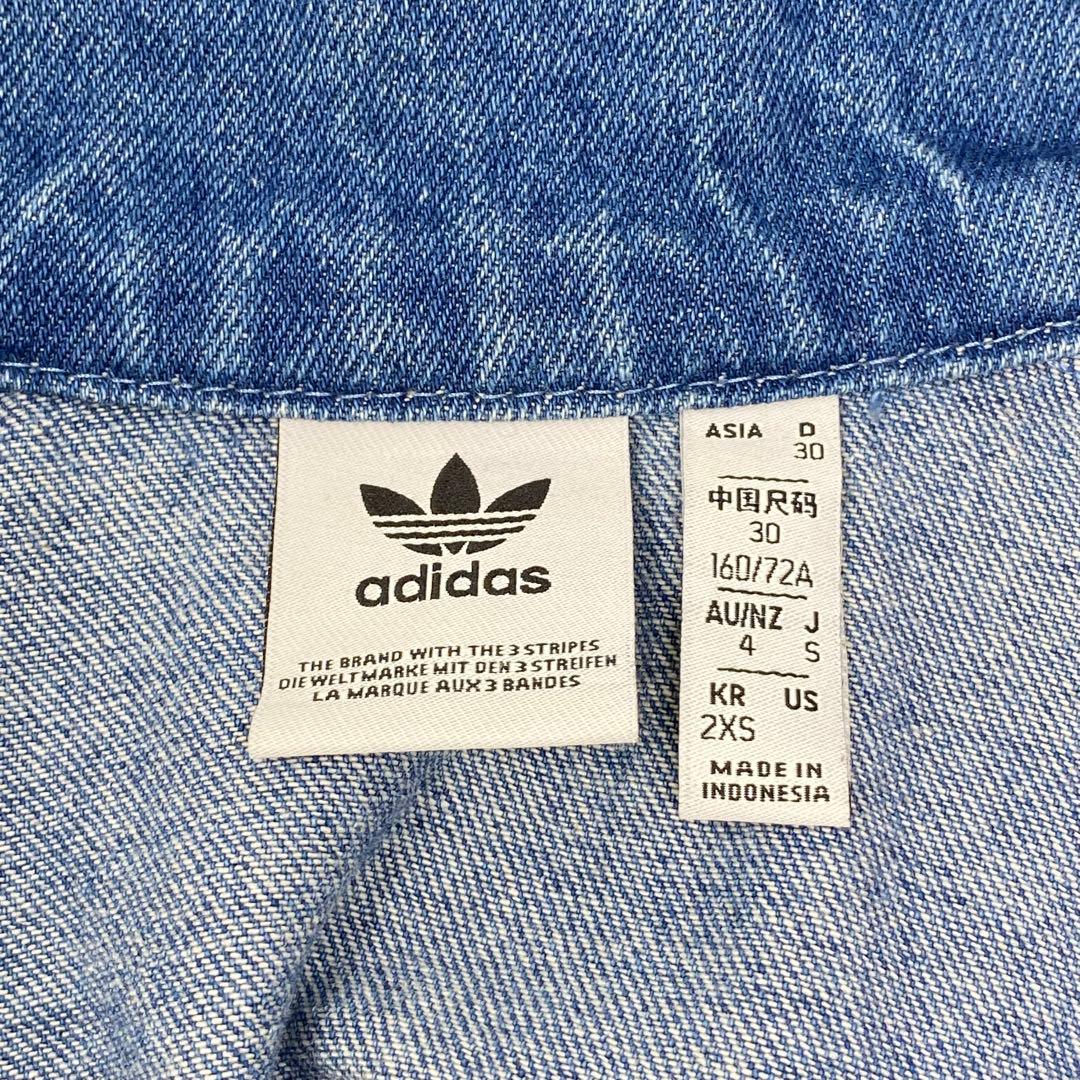 adidas
THE BRAND WITH THE 3 STRIPES
DIE WELTMARKE MIT DEN 3 STREIFEN
LA MARQUE AUX 3 BANDES
ASIA D
30
中国尺码
30
160/72A
AU/NZ J
4 S
KR US
2XS
MADE IN
INDONESIA